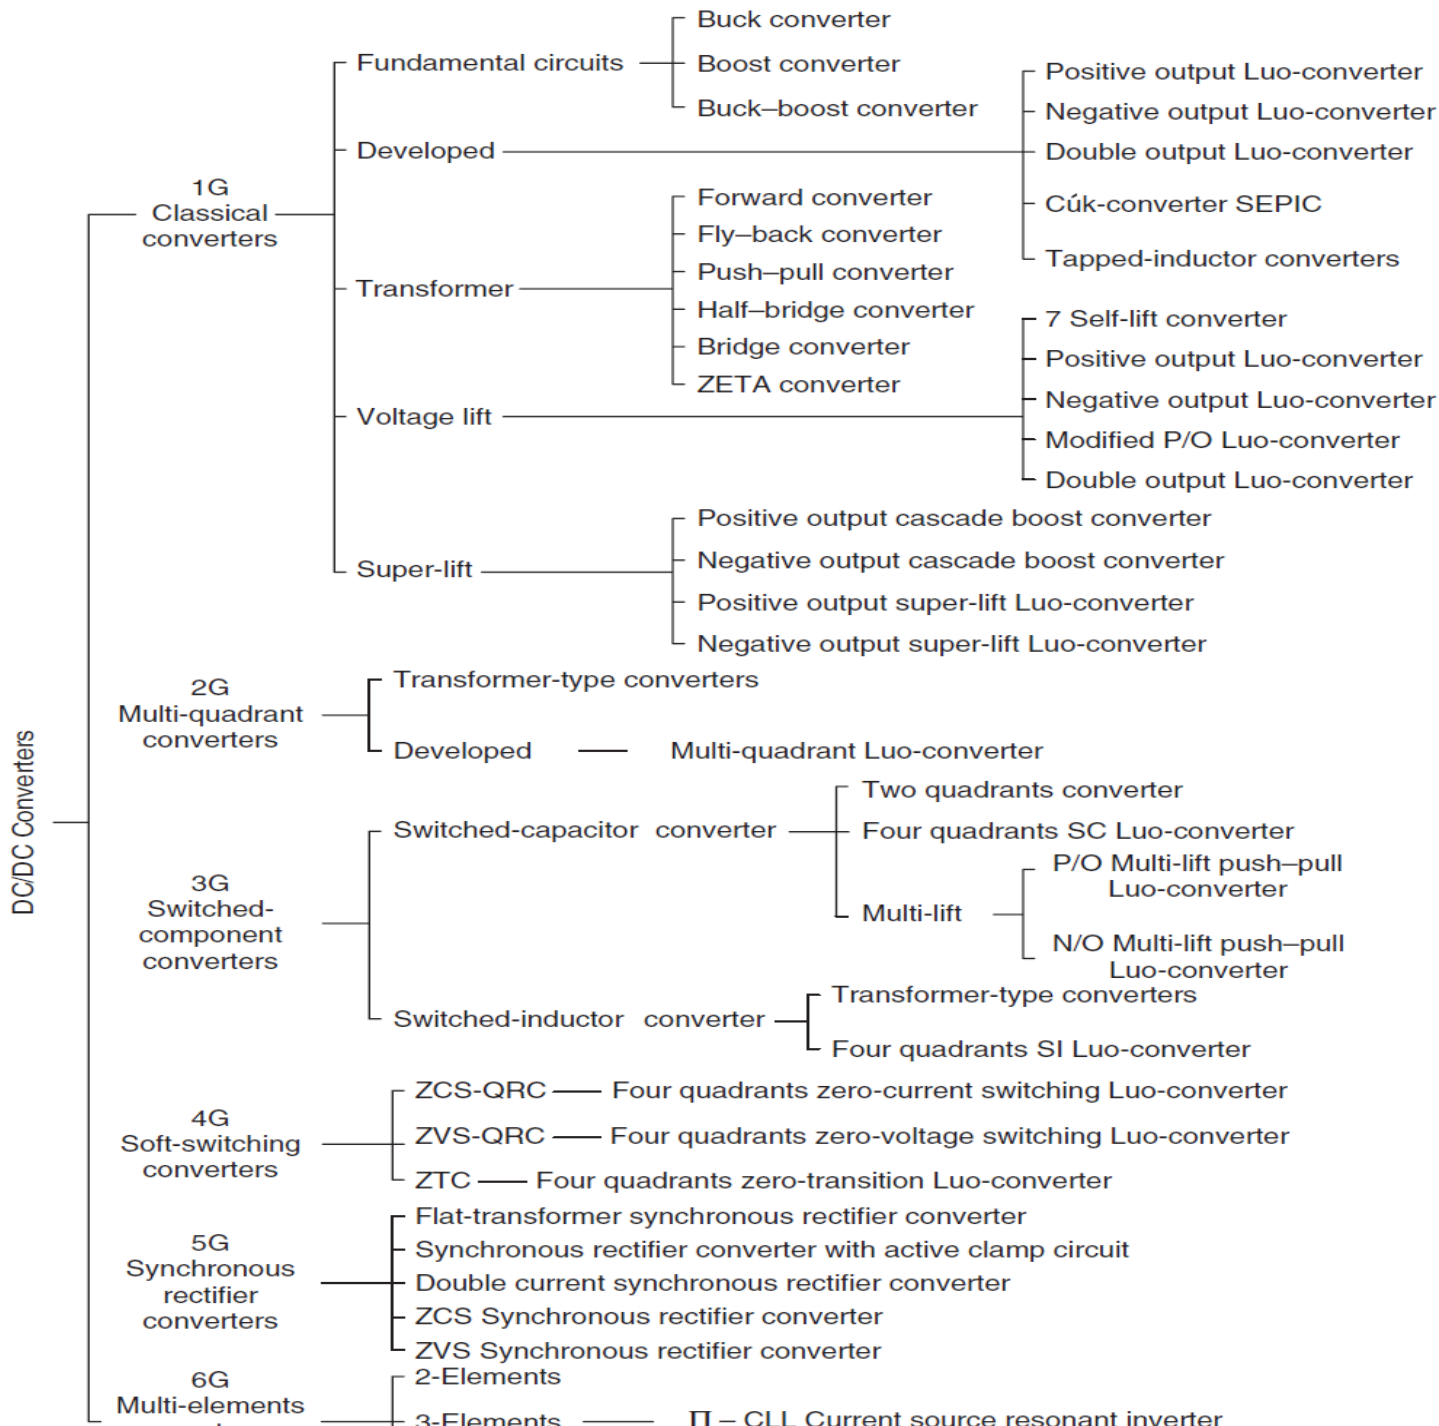 DC/DC Converters
1G
Classical
converters
Fundamental circuits
Buck converter
Boost converter
Buck–boost converter
Developed
Positive output Luo-converter
Negative output Luo-converter
Double output Luo-converter
Cúk-converter SEPIC
Tapped-inductor converters
Transformer
Forward converter
Fly–back converter
Push–pull converter
Half–bridge converter
Bridge converter
ZETA converter
Voltage lift
7 Self-lift converter
Positive output Luo-converter
Negative output Luo-converter
Modified P/O Luo-converter
Double output Luo-converter
Super-lift
Positive output cascade boost converter
Negative output cascade boost converter
Positive output super-lift Luo-converter
Negative output super-lift Luo-converter
2G
Multi-quadrant
converters
Transformer-type converters
Developed
Multi-quadrant Luo-converter
3G
Switched-
component
converters
Switched-capacitor converter
Two quadrants converter
Four quadrants SC Luo-converter
Multi-lift
P/O Multi-lift push–pull
Luo-converter
N/O Multi-lift push–pull
Luo-converter
Switched-inductor converter
Transformer-type converters
Four quadrants SI Luo-converter
4G
Soft-switching
converters
ZCS-QRC
Four quadrants zero-current switching Luo-converter
ZVS-QRC
Four quadrants zero-voltage switching Luo-converter
ZTC
Four quadrants zero-transition Luo-converter
5G
Synchronous
rectifier
converters
Flat-transformer synchronous rectifier converter
Synchronous rectifier converter with active clamp circuit
Double current synchronous rectifier converter
ZCS Synchronous rectifier converter
ZVS Synchronous rectifier converter
6G
Multi-elements
2-Elements
3-Elements
Π – CLL Current source resonant inverter